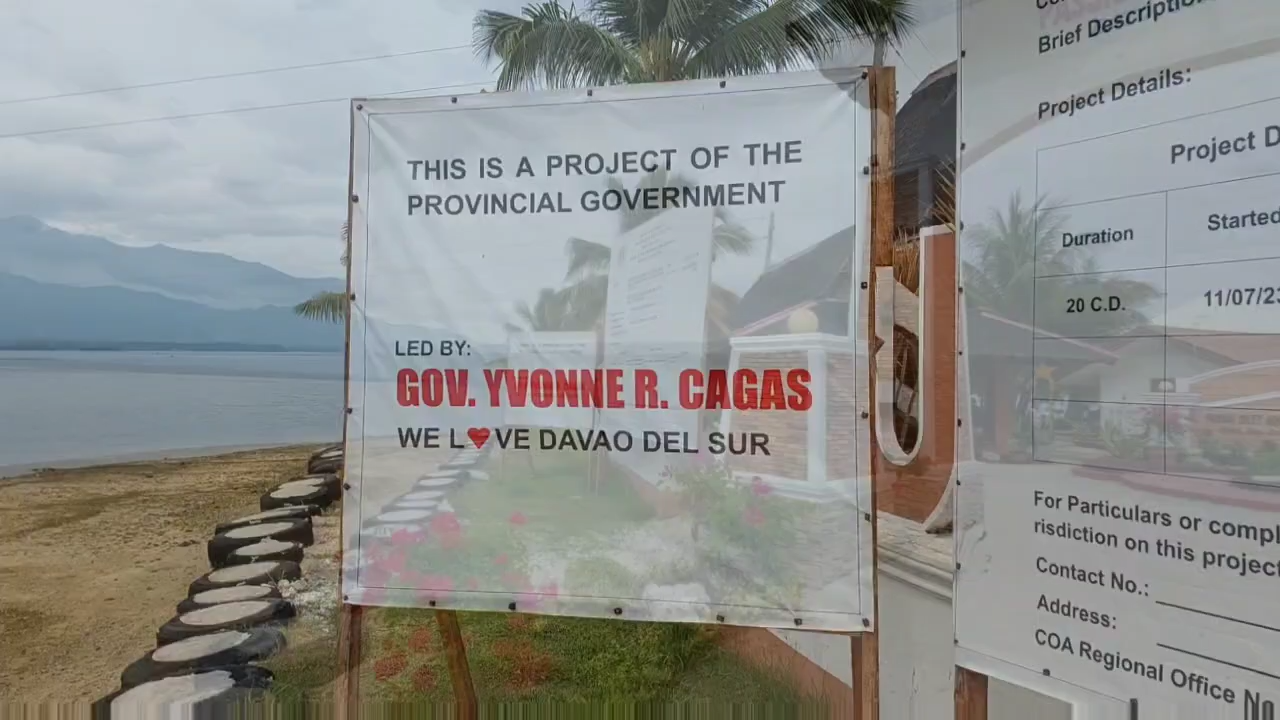 THIS IS A PROJECT OF THE
PROVINCIAL GOVERNMENT
LED BY:
GOV. YVONNE R. CAGAS
WE L♥VE DAVAO DEL SUR
Brief Description
Project Details:
Project D
Duration Started
20 C.D. 11/07/23
For Particulars or compl
risdiction on this project
Contact No.:
Address:
COA Regional Office No